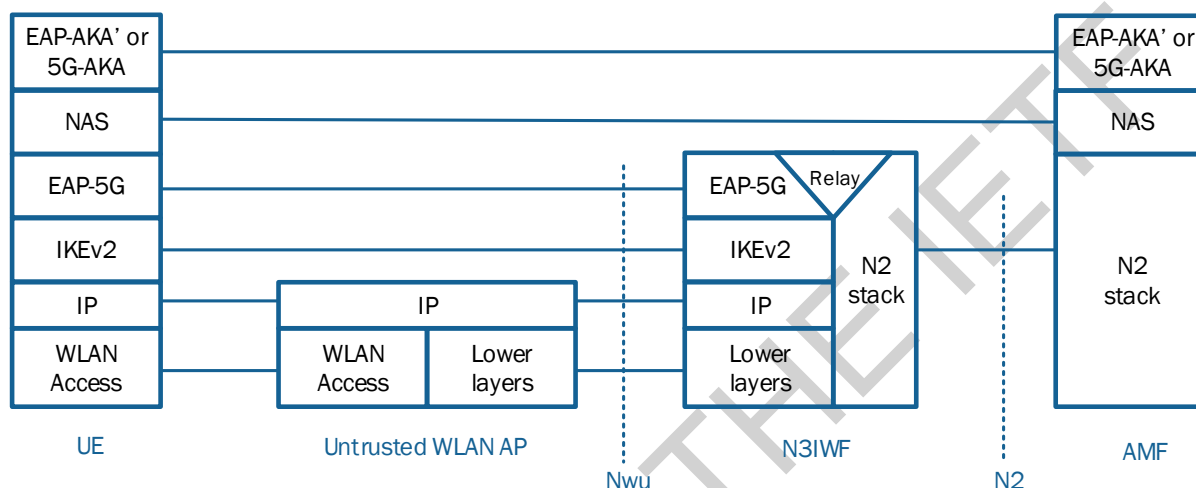 EAP-AKA’ or
5G-AKA
NAS
EAP-5G
IKEv2
IP
WLAN
Access
UE
IP
WLAN
Access
Lower
layers
Untrusted WLAN AP
Nwu
EAP-5G
Relay
IKEv2
IP
Lower
layers
N2
stack
N3IWF
N2
EAP-AKA’ or
5G-AKA
NAS
N2
stack
AMF
THE IETF